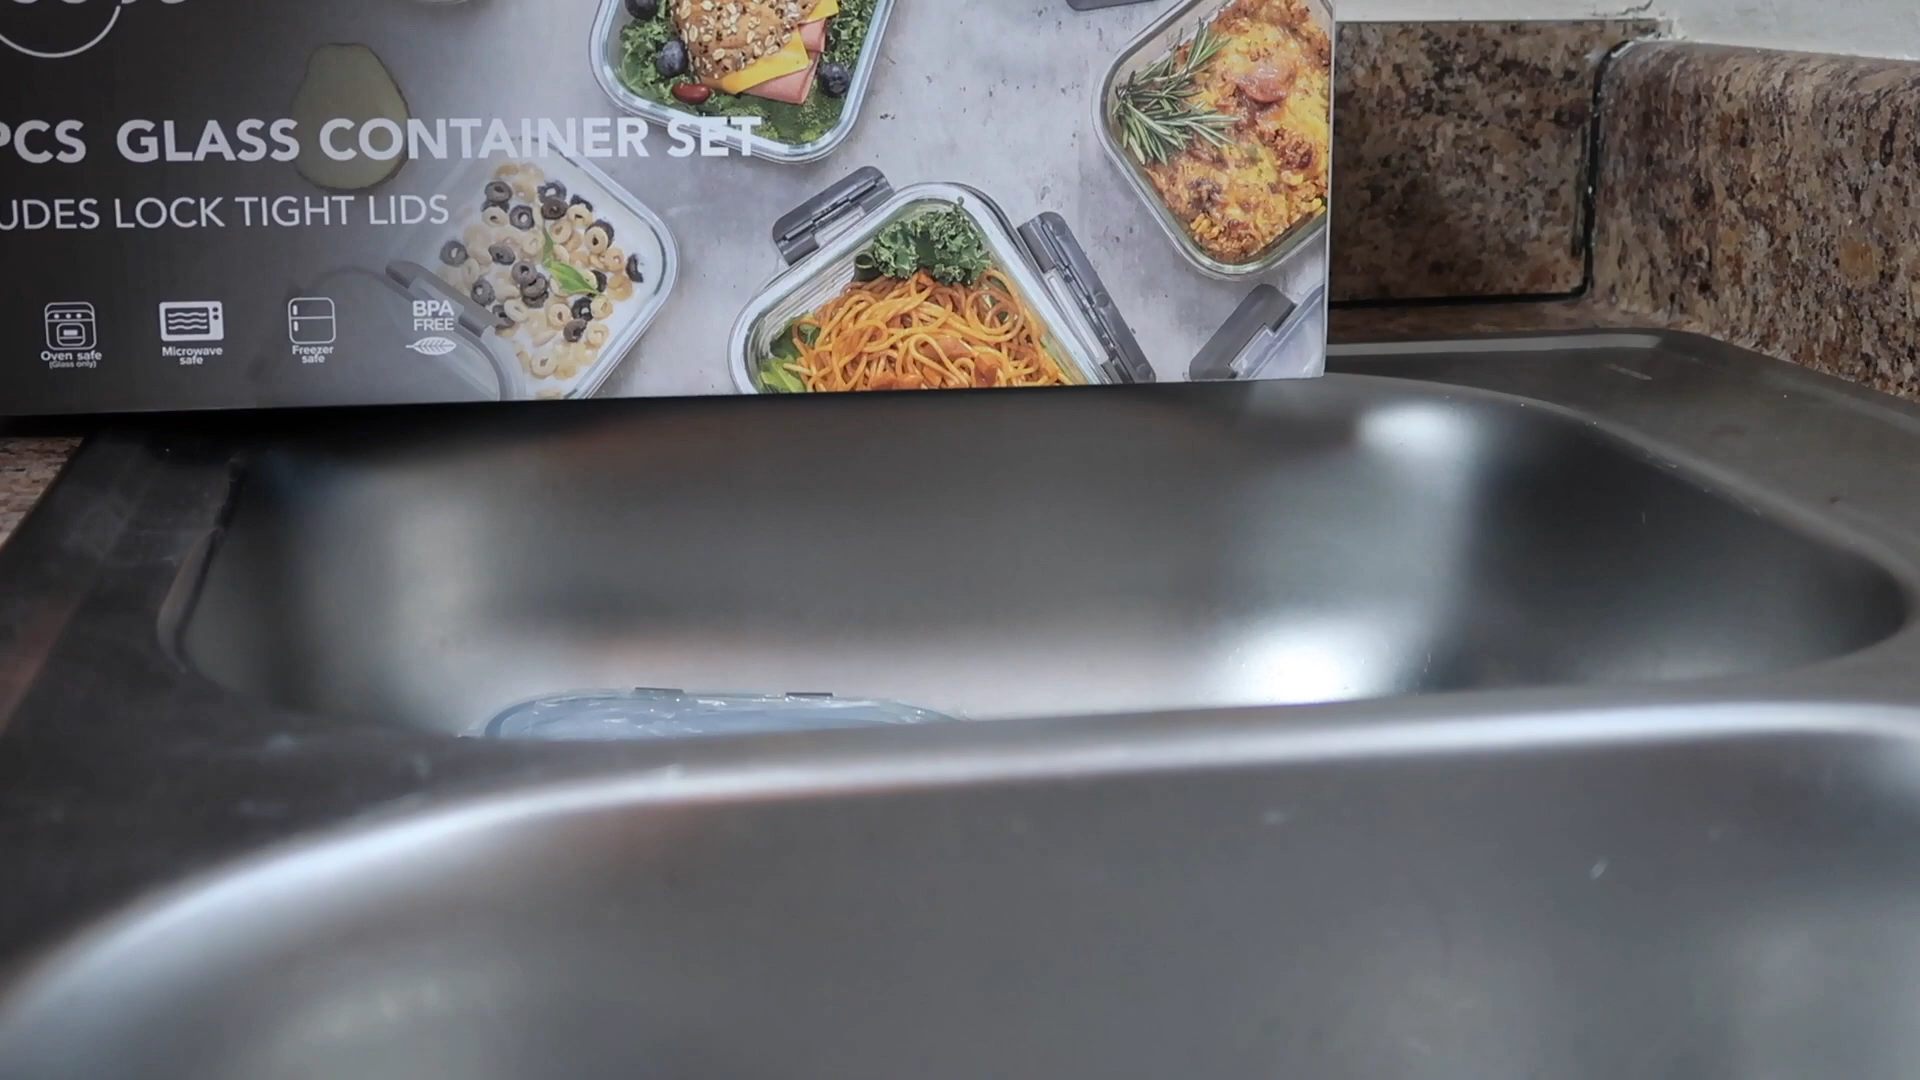 PCS GLASS CONTAINER SET
UDES LOCK TIGHT LIDS
Oven safe
(Glass only)
Microwave
safe
Freezer
safe
BPA
FREE